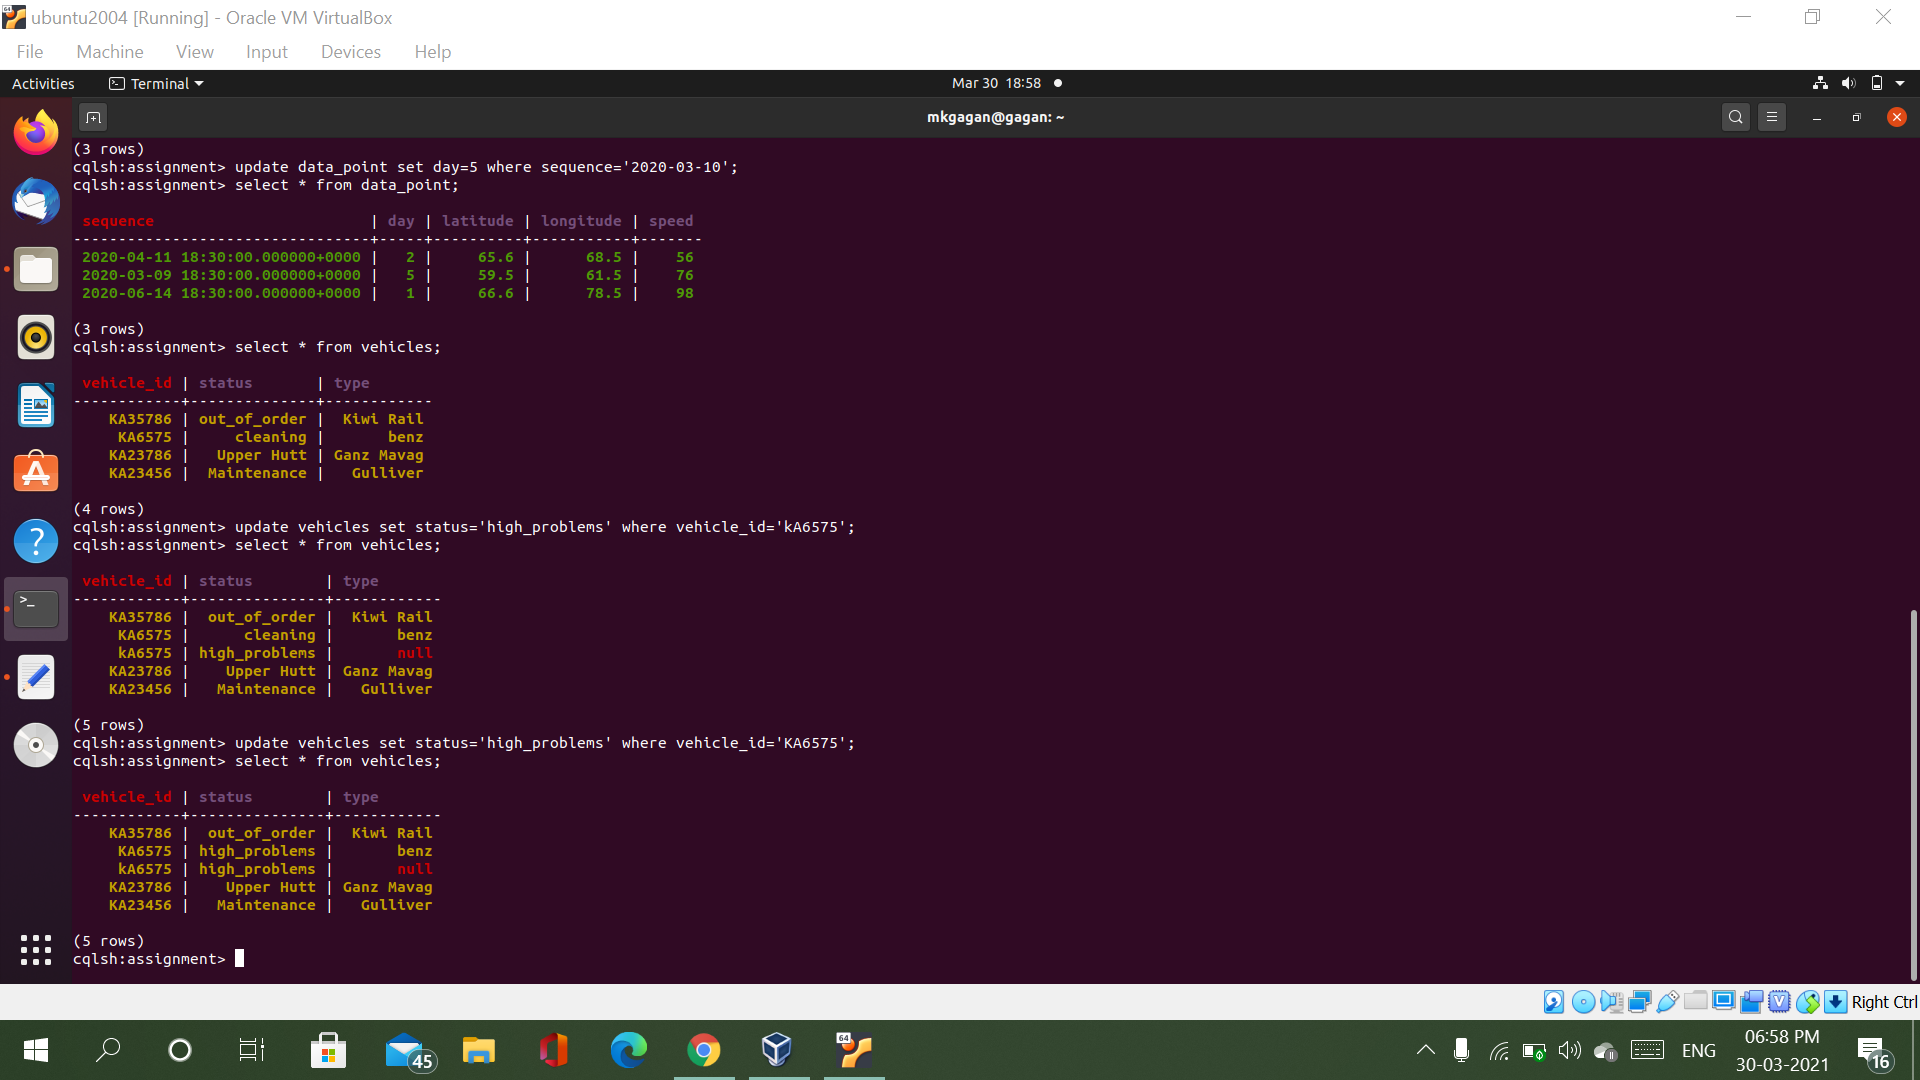 ubuntu2004 [Running] - Oracle VM VirtualBox
File Machine View Input Devices Help
Activities Terminal Mar 30 18:58
mkgagan@gagan: ~
(3 rows)
cqlsh:assignment> update data_point set day=5 where sequence='2020-03-10';
cqlsh:assignment> select * from data_point;
sequence | day | latitude | longitude | speed
---------------------------------+-----+----------+-----------+-------
2020-04-11 18:30:00.000000+0000 | 2 | 65.6 | 68.5 | 56
2020-03-09 18:30:00.000000+0000 | 5 | 59.5 | 61.5 | 76
2020-06-14 18:30:00.000000+0000 | 1 | 66.6 | 78.5 | 98
(3 rows)
cqlsh:assignment> select * from vehicles;
vehicle_id | status | type
------------+--------------+------------
KA35786 | out_of_order | Kiwi Rail
KA6575 | cleaning | benz
KA23786 | Upper Hutt | Ganz Mavag
KA23456 | Maintenance | Gulliver
(4 rows)
cqlsh:assignment> update vehicles set status='high_problems' where vehicle_id='kA6575';
cqlsh:assignment> select * from vehicles;
vehicle_id | status | type
------------+---------------+------------
KA35786 | out_of_order | Kiwi Rail
KA6575 | cleaning | benz
kA6575 | high_problems | null
KA23786 | Upper Hutt | Ganz Mavag
KA23456 | Maintenance | Gulliver
(5 rows)
cqlsh:assignment> update vehicles set status='high_problems' where vehicle_id='KA6575';
cqlsh:assignment> select * from vehicles;
vehicle_id | status | type
------------+---------------+------------
KA35786 | out_of_order | Kiwi Rail
KA6575 | high_problems | benz
kA6575 | high_problems | null
KA23786 | Upper Hutt | Ganz Mavag
KA23456 | Maintenance | Gulliver
(5 rows)
cqlsh:assignment>
Right Ctrl
45
64
ENG
06:58 PM
30-03-2021
16